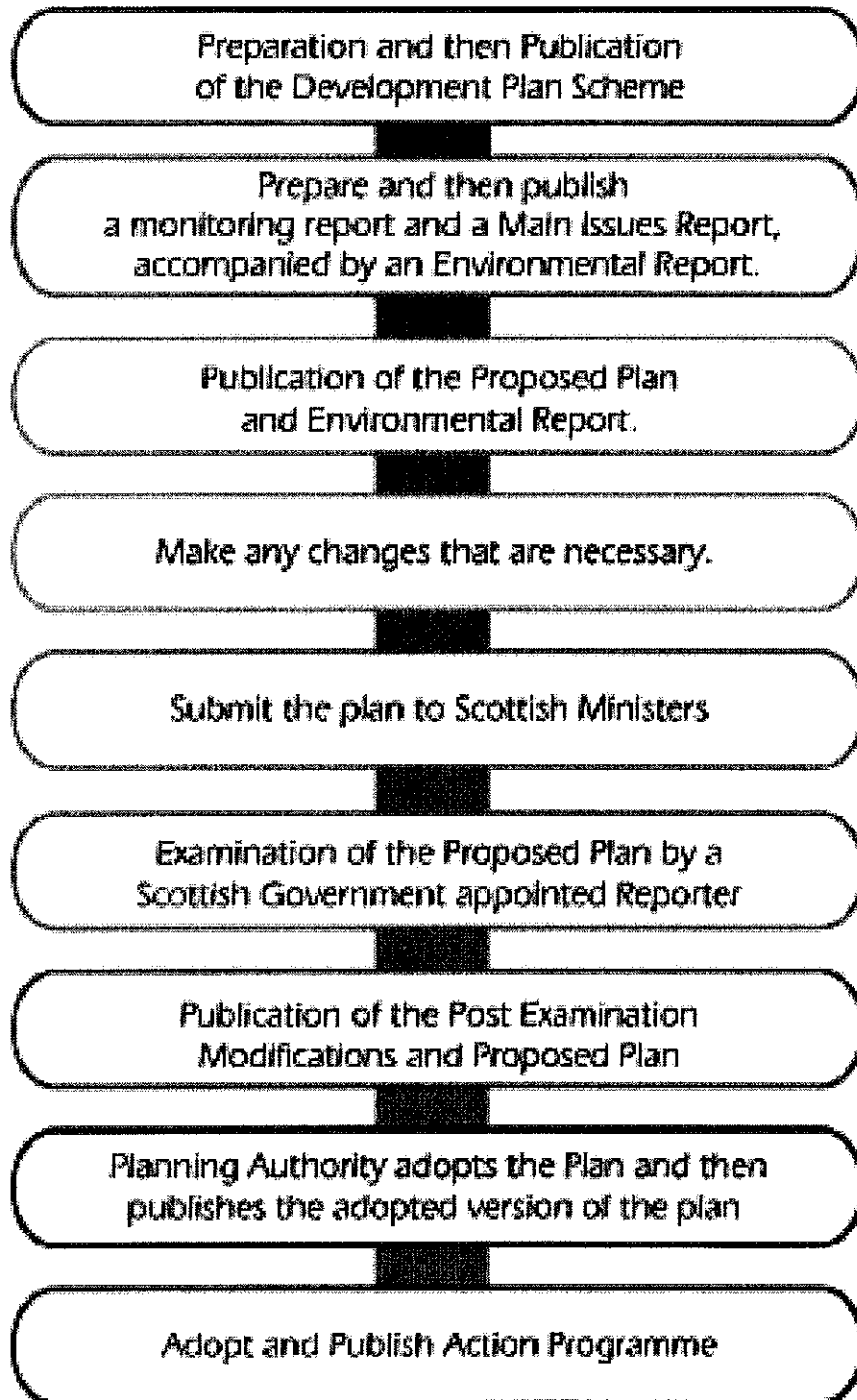 Preparation and then Publication
of the Development Plan Scheme
Prepare and then publish
a monitoring report and a Main Issues Report,
accompanied by an Environmental Report.
Publication of the Proposed Plan
and Environmental Report.
Make any changes that are necessary.
Submit the plan to Scottish Ministers
Examination of the Proposed Plan by a
Scottish Government appointed Reporter
Publication of the Post Examination
Modifications and Proposed Plan
Planning Authority adopts the Plan and then
publishes the adopted version of the plan
Adopt and Publish Action Programme